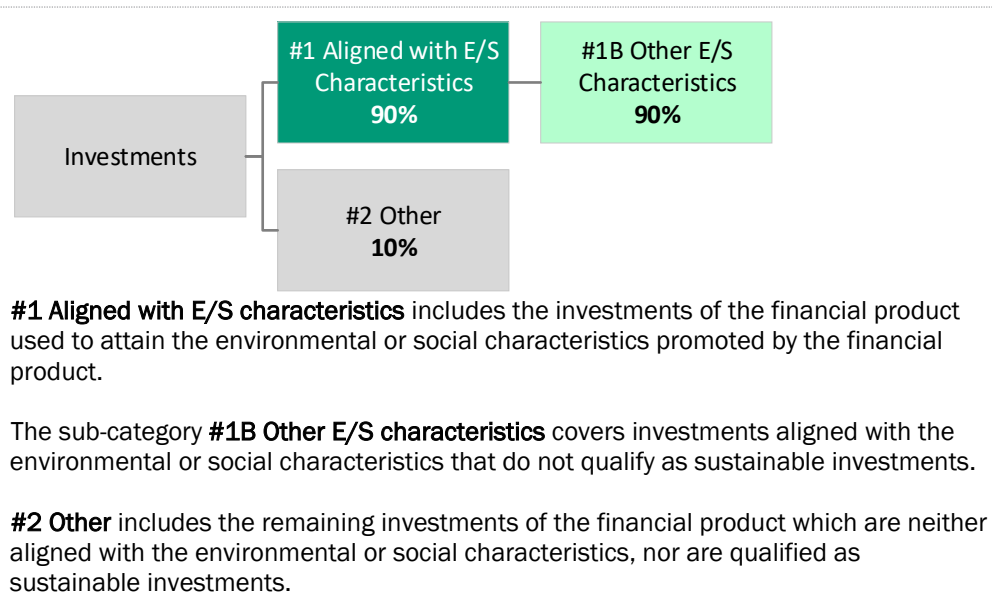 #1 Aligned with E/S
Characteristics
90%
#1B Other E/S
Characteristics
90%
Investments
#2 Other
10%
#1 Aligned with E/S characteristics includes the investments of the financial product
used to attain the environmental or social characteristics promoted by the financial
product.
The sub-category #1B Other E/S characteristics covers investments aligned with the
environmental or social characteristics that do not qualify as sustainable investments.
#2 Other includes the remaining investments of the financial product which are neither
aligned with the environmental or social characteristics, nor are qualified as
sustainable investments.